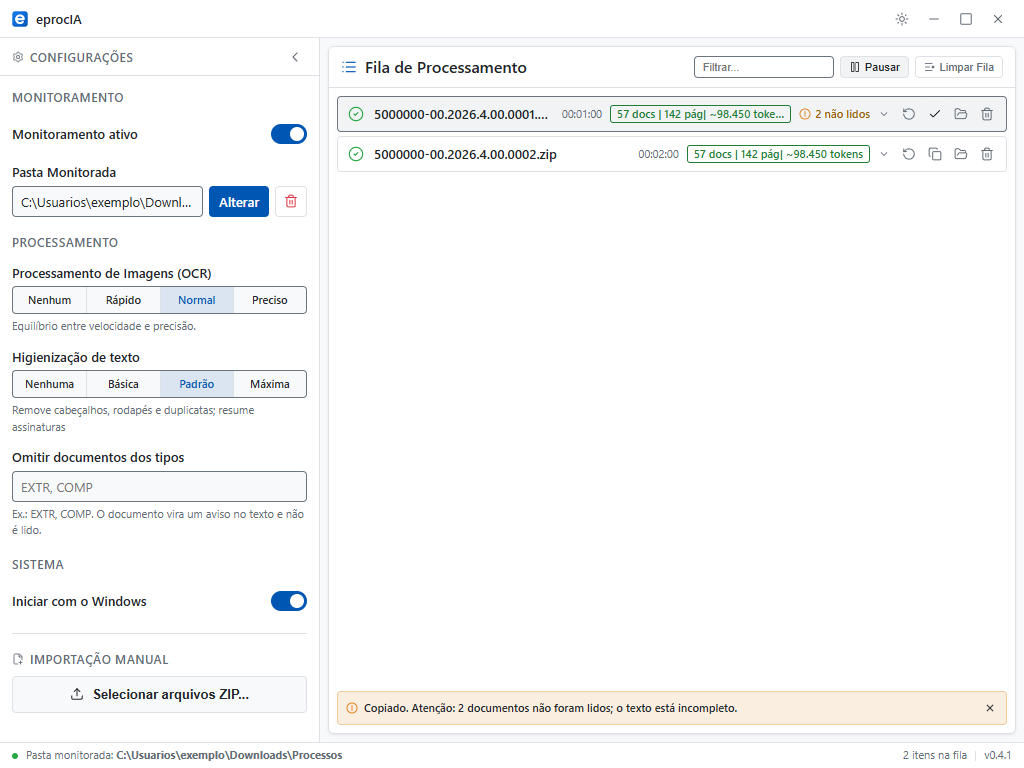 e eprocIA
CONFIGURAÇÕES
MONITORAMENTO
Monitoramento ativo
Pasta Monitorada
C:\Usuarios\exemplo\Downl...
Alterar
PROCESSAMENTO
Processamento de Imagens (OCR)
Nenhum Rápido Normal Preciso
Equilíbrio entre velocidade e precisão.
Higienização de texto
Nenhuma Básica Padrão Máxima
Remove cabeçalhos, rodapés e duplicatas; resume
assinaturas
Omitir documentos dos tipos
EXTR, COMP
Ex.: EXTR, COMP. O documento vira um aviso no texto e não
é lido.
SISTEMA
Iniciar com o Windows
IMPORTAÇÃO MANUAL
Selecionar arquivos ZIP...
Fila de Processamento
Filtrar...
Pausar
Limpar Fila
5000000-00.2026.4.00.0001.... 00:01:00 57 docs | 142 pág| ~98.450 toke... 2 não lidos
5000000-00.2026.4.00.0002.zip 00:02:00 57 docs | 142 pág| ~98.450 tokens
Copiado. Atenção: 2 documentos não foram lidos; o texto está incompleto.
Pasta monitorada: C:\Usuarios\exemplo\Downloads\Processos
2 itens na fila | v0.4.1